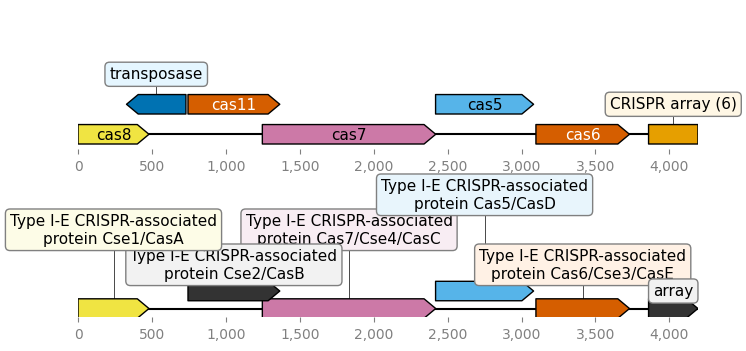 transposase
cas11
cas5
CRISPR array (6)
cas8
cas7
cas6
0
500
1,000
1,500
2,000
2,500
3,000
3,500
4,000
Type I-E CRISPR-associated
protein Cas5/CasD
Type I-E CRISPR-associated
protein Cse1/CasA
Type I-E CRISPR-associated
protein Cas7/Cse4/CasC
Type I-E CRISPR-associated
protein Cse2/CasB
Type I-E CRISPR-associated
protein Cas6/Cse3/CasE
array
0
500
1,000
1,500
2,000
2,500
3,000
3,500
4,000